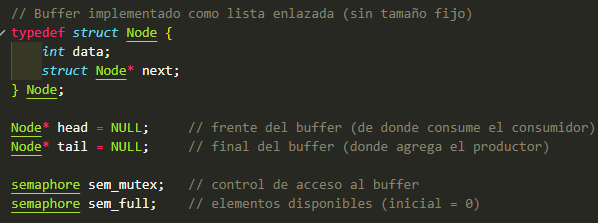 // Buffer implementado como lista enlazada (sin tamaño fijo)
typedef struct Node {
    int data;
    struct Node* next;
} Node;

Node* head = NULL;     // frente del buffer (de donde consume el consumidor)
Node* tail = NULL;     // final del buffer (donde agrega el productor)

semaphore sem_mutex;   // control de acceso al buffer
semaphore sem_full;    // elementos disponibles (inicial = 0)